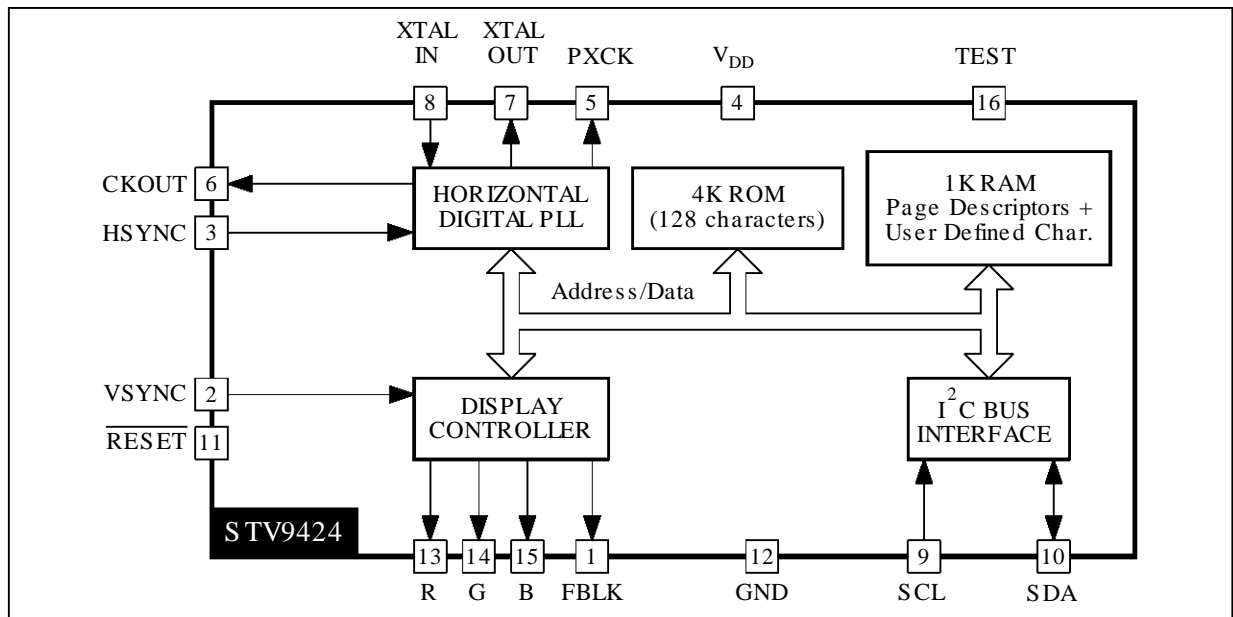 XTAL IN
XTAL OUT
PXCK
V_DD
TEST
8
7
5
4
16
CKOUT
6
HSYNC
3
HORIZONTAL
DIGITAL PLL
4K ROM
(128 characters)
1K RAM
Page Descriptors +
User Defined Char.
Address/Data
VSYNC
2
RESET
11
DISPLAY
CONTROLLER
I²C BUS
INTERFACE
STV9424
13
14
15
1
12
9
10
R
G
B
FBLK
GND
SCL
SDA